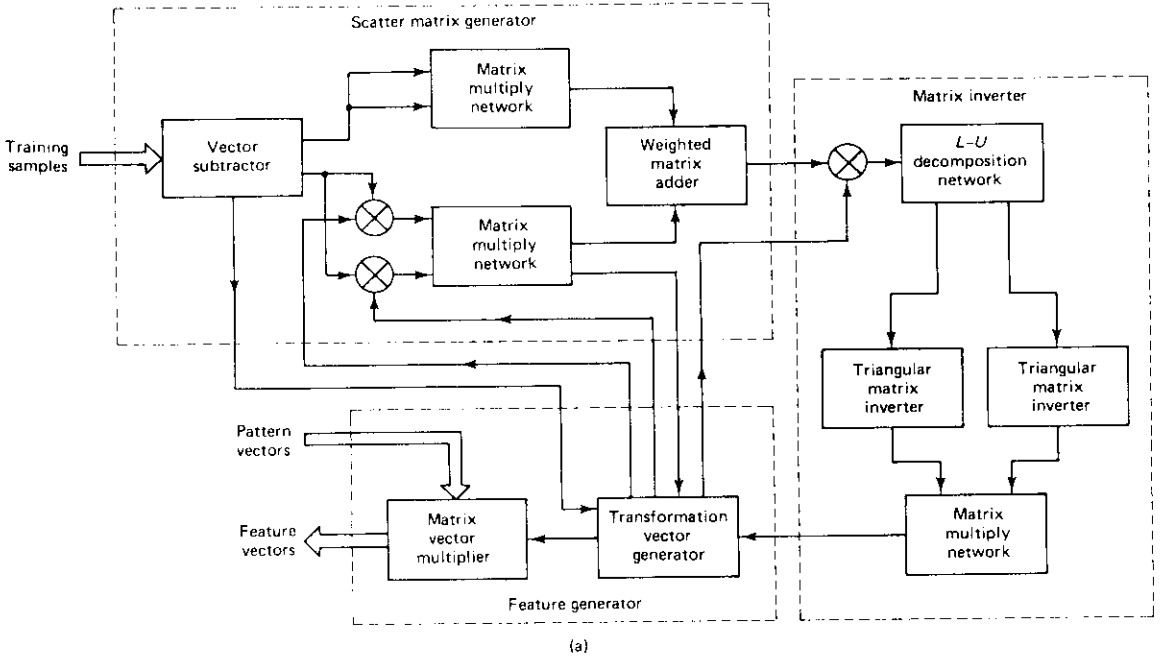 Scatter matrix generator
Matrix
multiply
network
Matrix inverter
Training
samples
Vector
subtractor
Weighted
matrix
adder
L–U
decomposition
network
Matrix
multiply
network
Triangular
matrix
inverter
Triangular
matrix
inverter
Pattern
vectors
Feature
vectors
Matrix
vector
multiplier
Transformation
vector
generator
Matrix
multiply
network
Feature generator
(a)